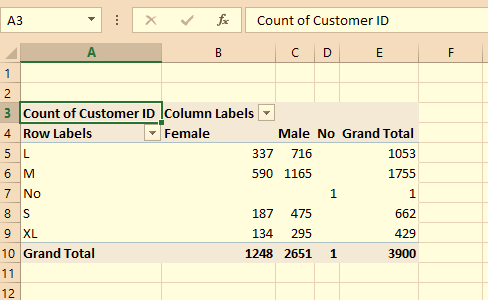 A3 fx Count of Customer ID
A B C D E F
1
2
3 Count of Customer ID Column Labels
4 Row Labels Female Male No Grand Total
5 L 337 716 1053
6 M 590 1165 1755
7 No 1 1
8 S 187 475 662
9 XL 134 295 429
10 Grand Total 1248 2651 1 3900
11
12